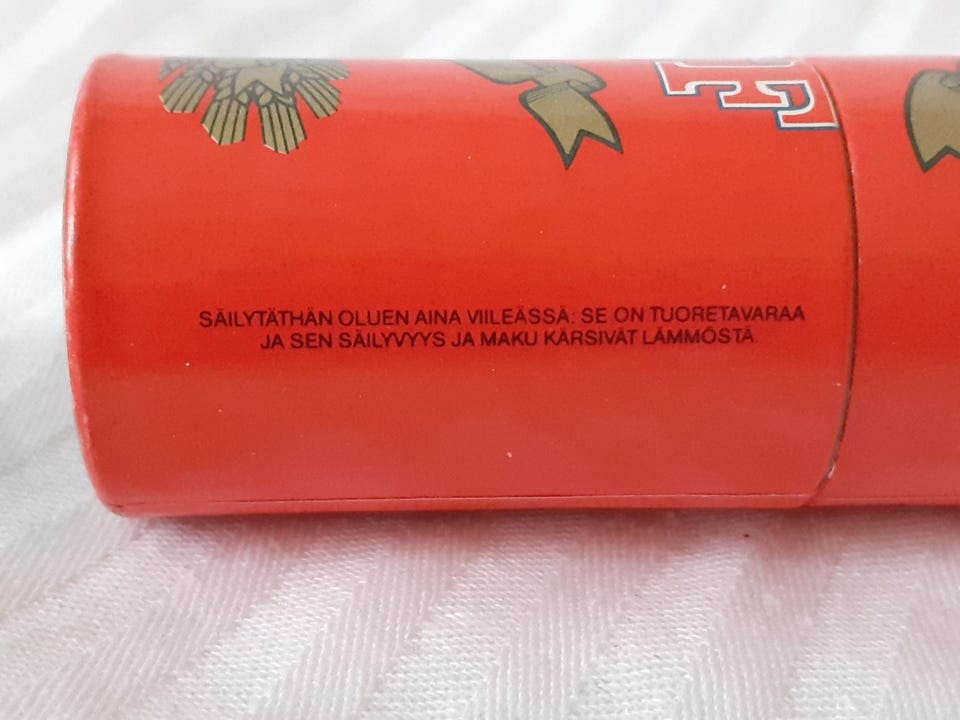 SÄILYTÄTHÄN OLUEN AINA VIILEÄSSÄ: SE ON TUORETAVARAA
JA SEN SÄILYVYYS JA MAKU KÄRSIVÄT LÄMMÖSTÄ.